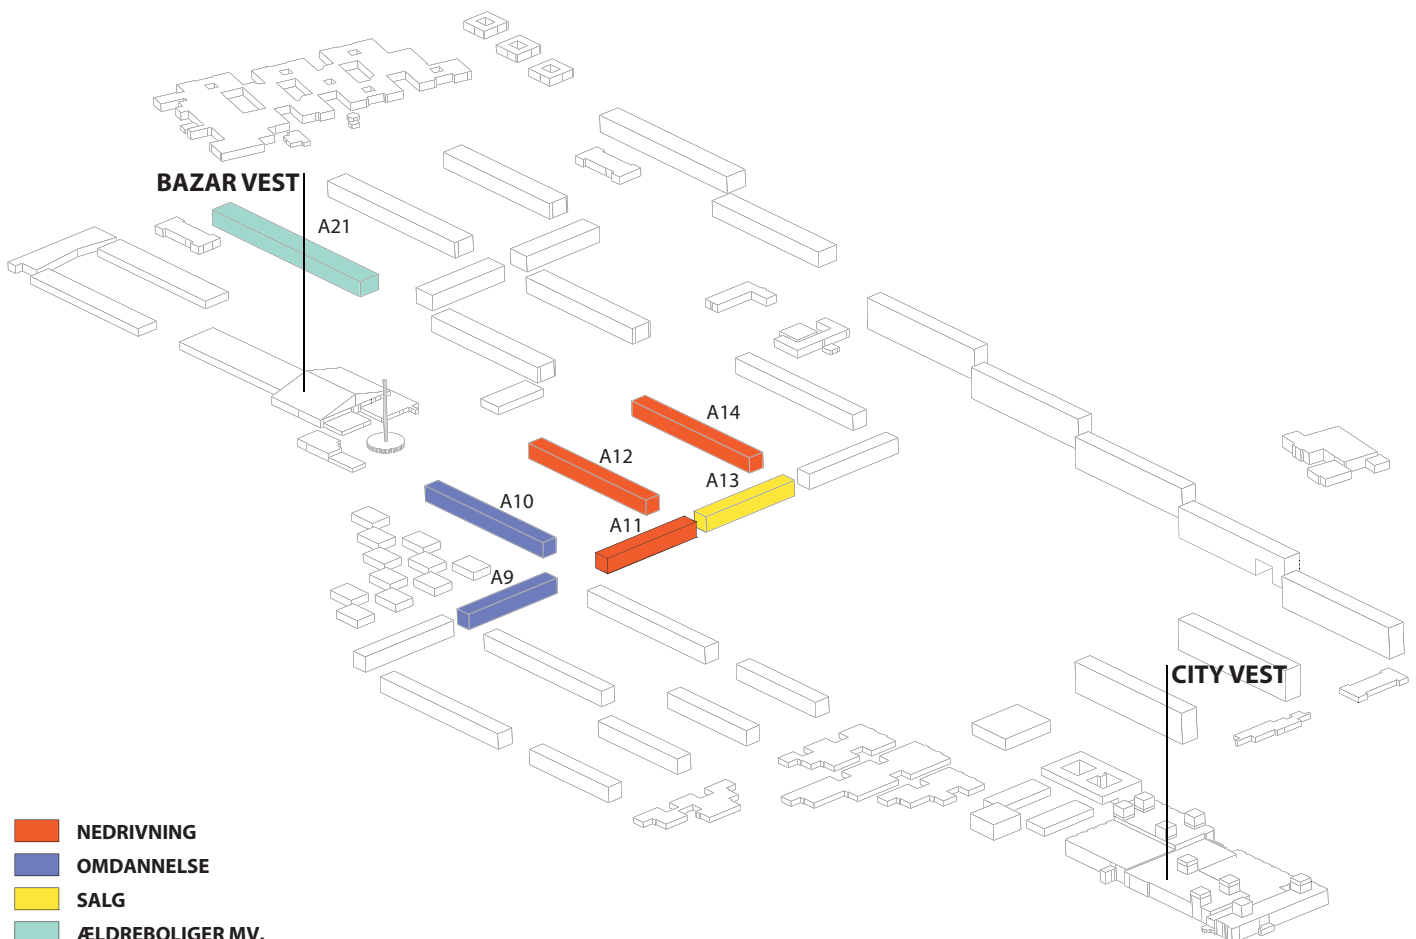 BAZAR VEST
A21
A14
A12
A13
A10
A11
A9
CITY VEST
NEDRIVNING
OMDANNELSE
SALG
ÆLDREBOLIGER MV.